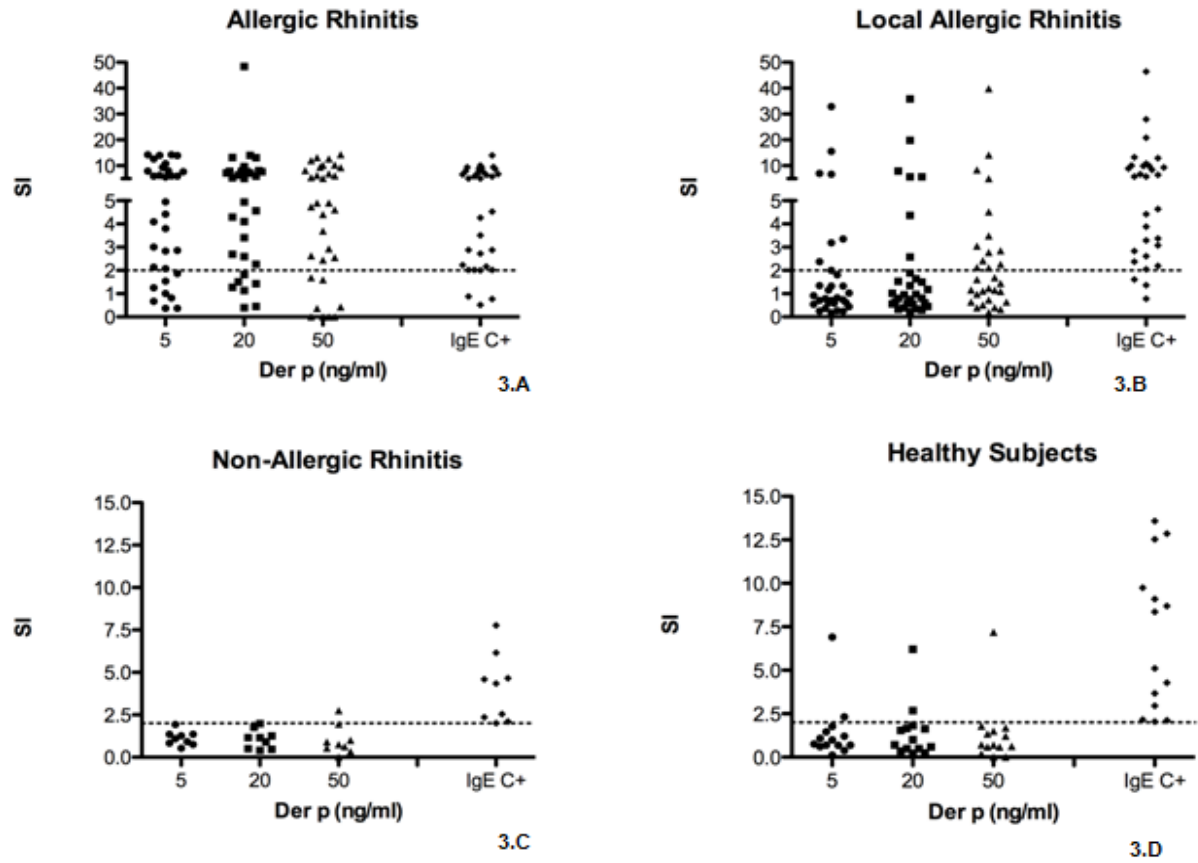 Allergic Rhinitis
50
40
30
20
10
5
4
3
2
1
0
SI
5 20 50 IgE C+
Der p (ng/ml)
3.A
Local Allergic Rhinitis
50
40
30
20
10
5
4
3
2
1
0
SI
5 20 50 IgE C+
Der p (ng/ml)
3.B
Non-Allergic Rhinitis
15.0
12.5
10.0
7.5
5.0
2.5
0.0
SI
5 20 50 IgE C+
Der p (ng/ml)
3.C
Healthy Subjects
15.0
12.5
10.0
7.5
5.0
2.5
0.0
SI
5 20 50 IgE C+
Der p (ng/ml)
3.D